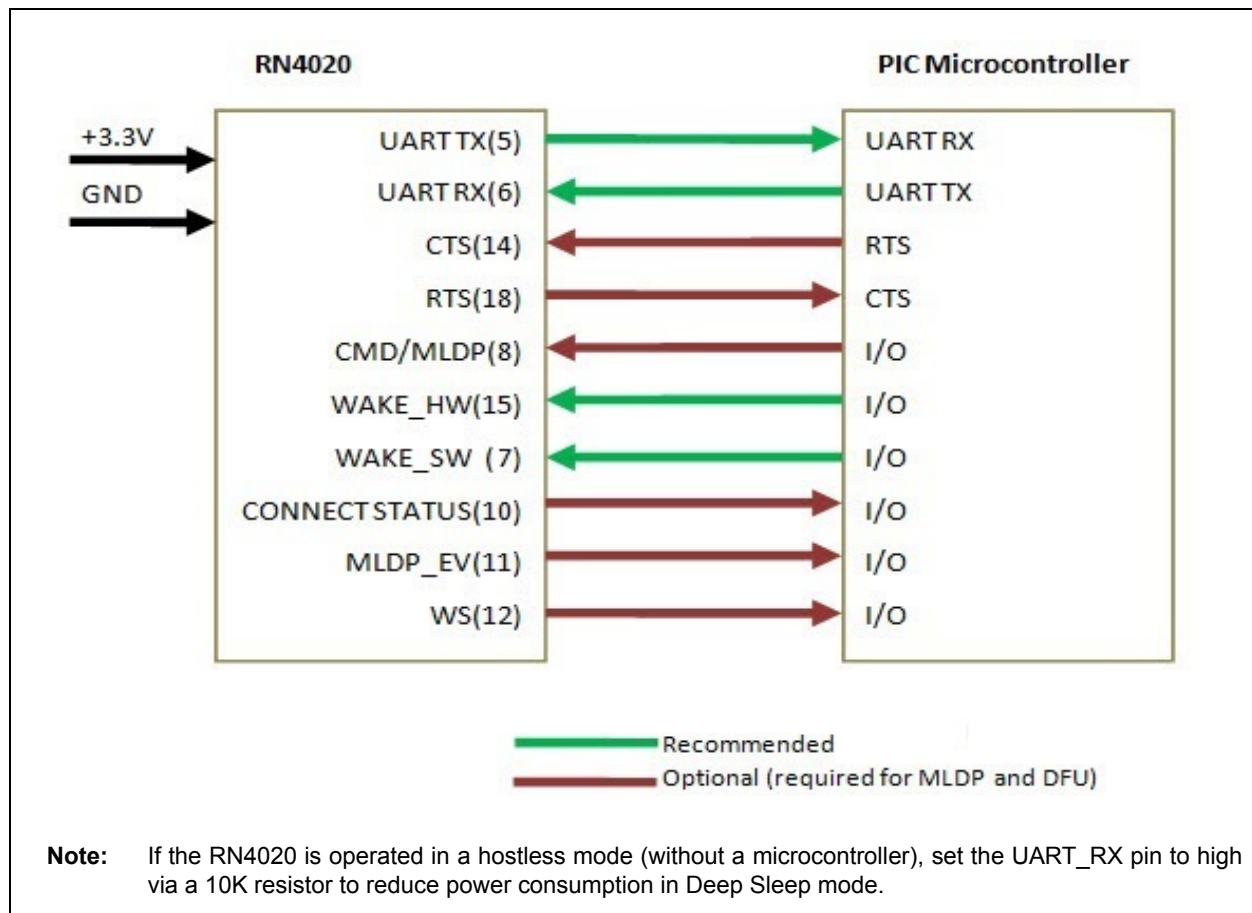 RN4020 PIC Microcontroller
+3.3V
GND
UART TX(5) UART RX
UART RX(6) UART TX
CTS(14) RTS
RTS(18) CTS
CMD/MLDP(8) I/O
WAKE_HW(15) I/O
WAKE_SW (7) I/O
CONNECT STATUS(10) I/O
MLDP_EV(11) I/O
WS(12) I/O
Recommended
Optional (required for MLDP and DFU)
Note: If the RN4020 is operated in a hostless mode (without a microcontroller), set the UART_RX pin to high
via a 10K resistor to reduce power consumption in Deep Sleep mode.